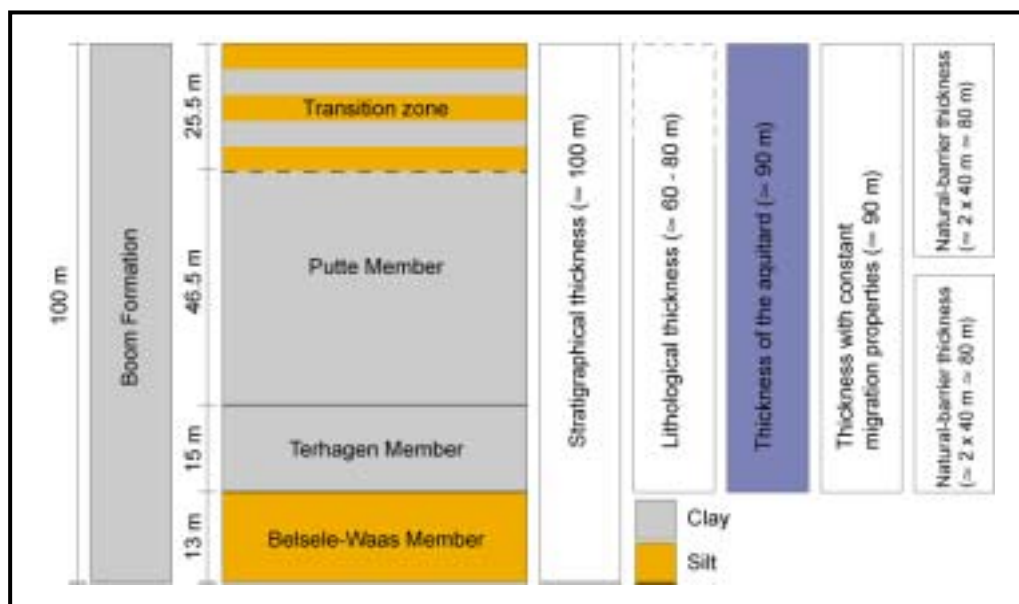 100 m
Boom Formation
25.5 m
46.5 m
15 m
13 m
Transition zone
Putte Member
Terhagen Member
Belsele-Waas Member
Stratigraphical thickness (≃ 100 m)
Lithological thickness (≃ 60 - 80 m)
Thickness of the aquitard (≃ 90 m)
Thickness with constant
migration properties (≃ 90 m)
Natural-barrier thickness
(≃ 2 x 40 m ≃ 80 m)
Natural-barrier thickness
(≃ 2 x 40 m ≃ 80 m)
Clay
Silt